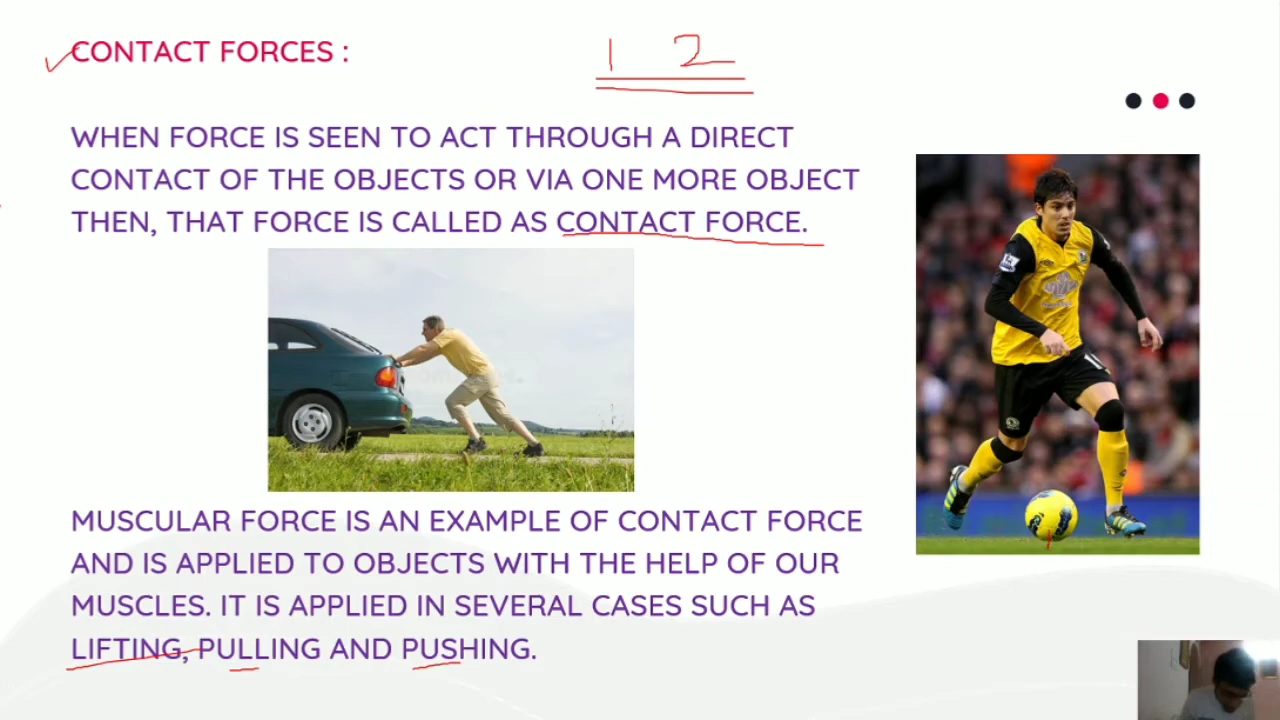 CONTACT FORCES :
1 2
WHEN FORCE IS SEEN TO ACT THROUGH A DIRECT
CONTACT OF THE OBJECTS OR VIA ONE MORE OBJECT
THEN, THAT FORCE IS CALLED AS CONTACT FORCE.
MUSCULAR FORCE IS AN EXAMPLE OF CONTACT FORCE
AND IS APPLIED TO OBJECTS WITH THE HELP OF OUR
MUSCLES. IT IS APPLIED IN SEVERAL CASES SUCH AS
LIFTING, PULLING AND PUSHING.